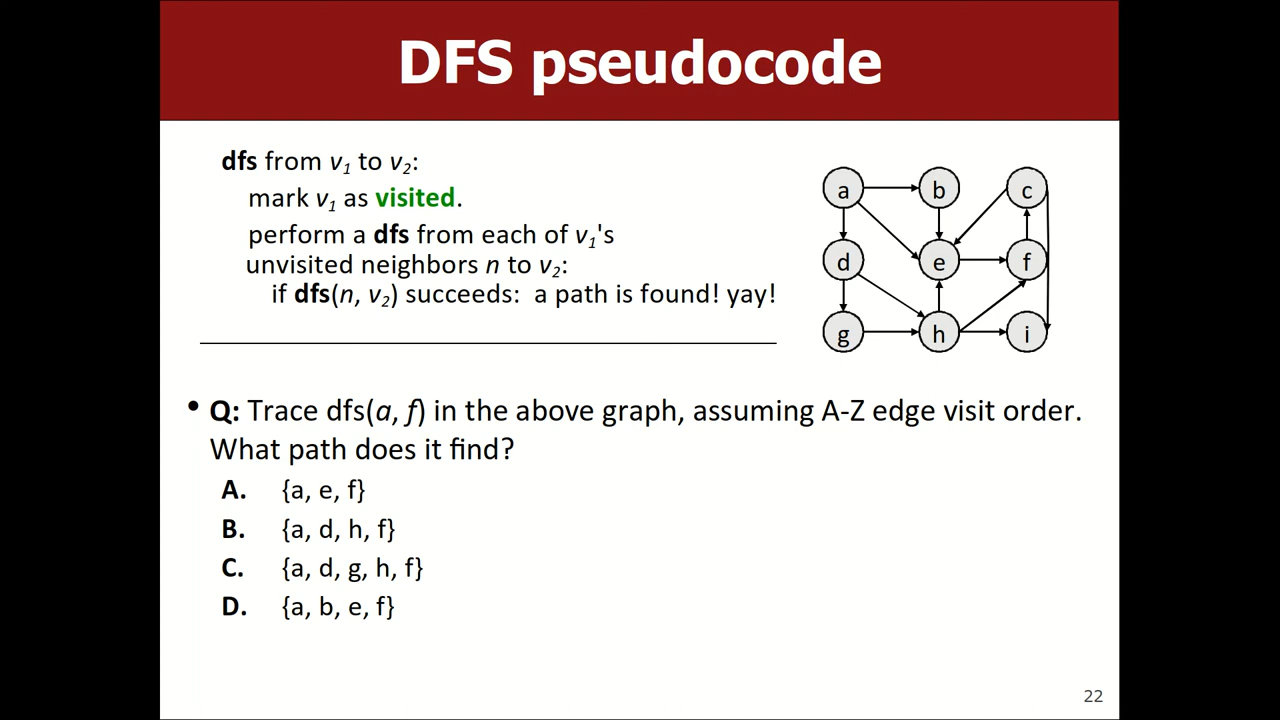 DFS pseudocode
dfs from v1 to v2:
mark v1 as visited.
perform a dfs from each of v1's
unvisited neighbors n to v2:
if dfs(n, v2) succeeds: a path is found! yay!
a b c
d e f
g h i
• Q: Trace dfs(a, f) in the above graph, assuming A-Z edge visit order.
What path does it find?
A. {a, e, f}
B. {a, d, h, f}
C. {a, d, g, h, f}
D. {a, b, e, f}
22